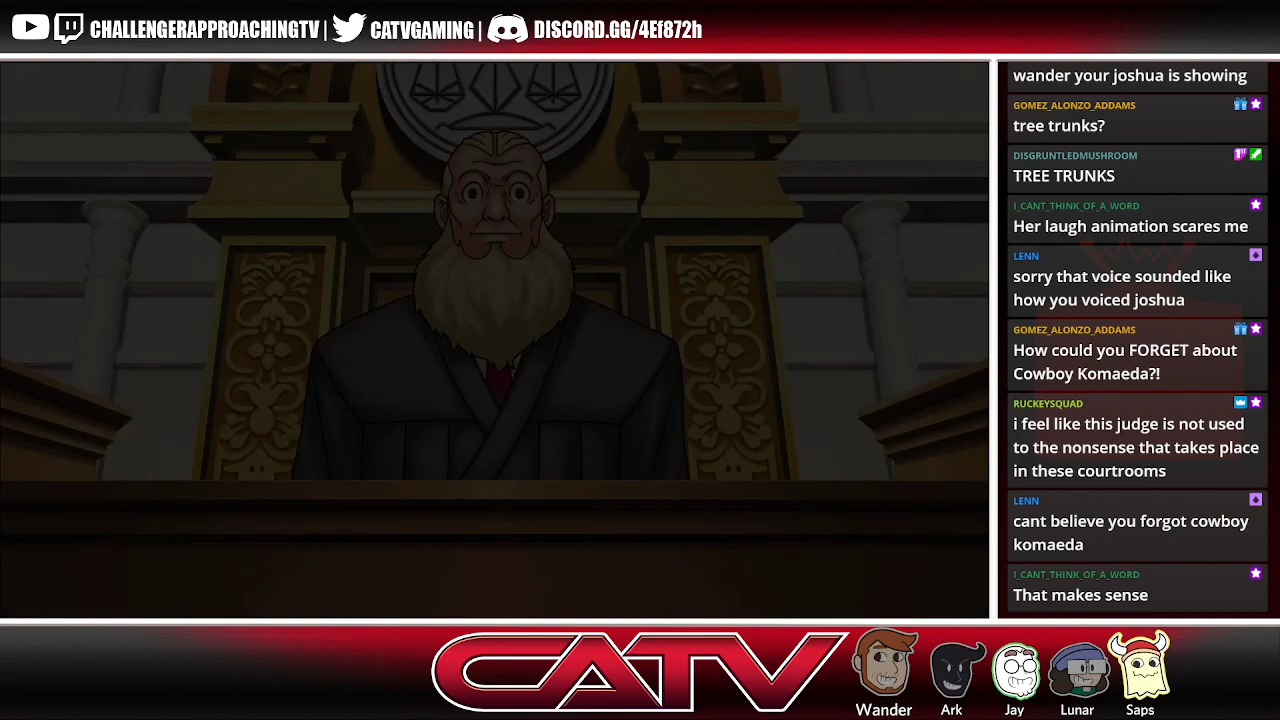 CHALLENGERAPPROACHINGTV | CATVGAMING | DISCORD.GG/4Ef872h
wander your joshua is showing
GOMEZ_ALONZO_ADDAMS
tree trunks?
DISGRUNTLEDMUSHROOM
TREE TRUNKS
I_CANT_THINK_OF_A_WORD
Her laugh animation scares me
LENN
sorry that voice sounded like
how you voiced joshua
GOMEZ_ALONZO_ADDAMS
How could you FORGET about
Cowboy Komaeda?!
RUCKEYSQUAD
i feel like this judge is not used
to the nonsense that takes place
in these courtrooms
LENN
cant believe you forgot cowboy
komaeda
I_CANT_THINK_OF_A_WORD
That makes sense
CATV
Wander Ark Jay Lunar Saps